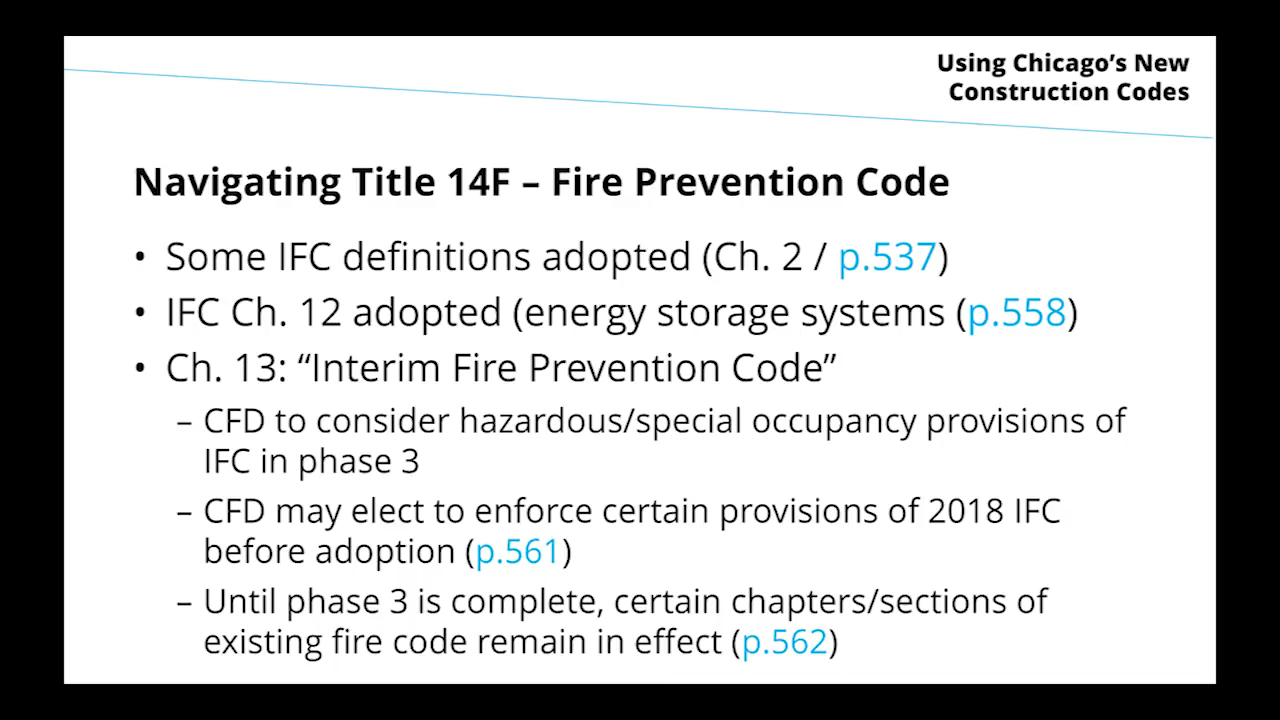 Using Chicago's New
Construction Codes
Navigating Title 14F – Fire Prevention Code
• Some IFC definitions adopted (Ch. 2 / p.537)
• IFC Ch. 12 adopted (energy storage systems (p.558)
• Ch. 13: “Interim Fire Prevention Code”
– CFD to consider hazardous/special occupancy provisions of
IFC in phase 3
– CFD may elect to enforce certain provisions of 2018 IFC
before adoption (p.561)
– Until phase 3 is complete, certain chapters/sections of
existing fire code remain in effect (p.562)